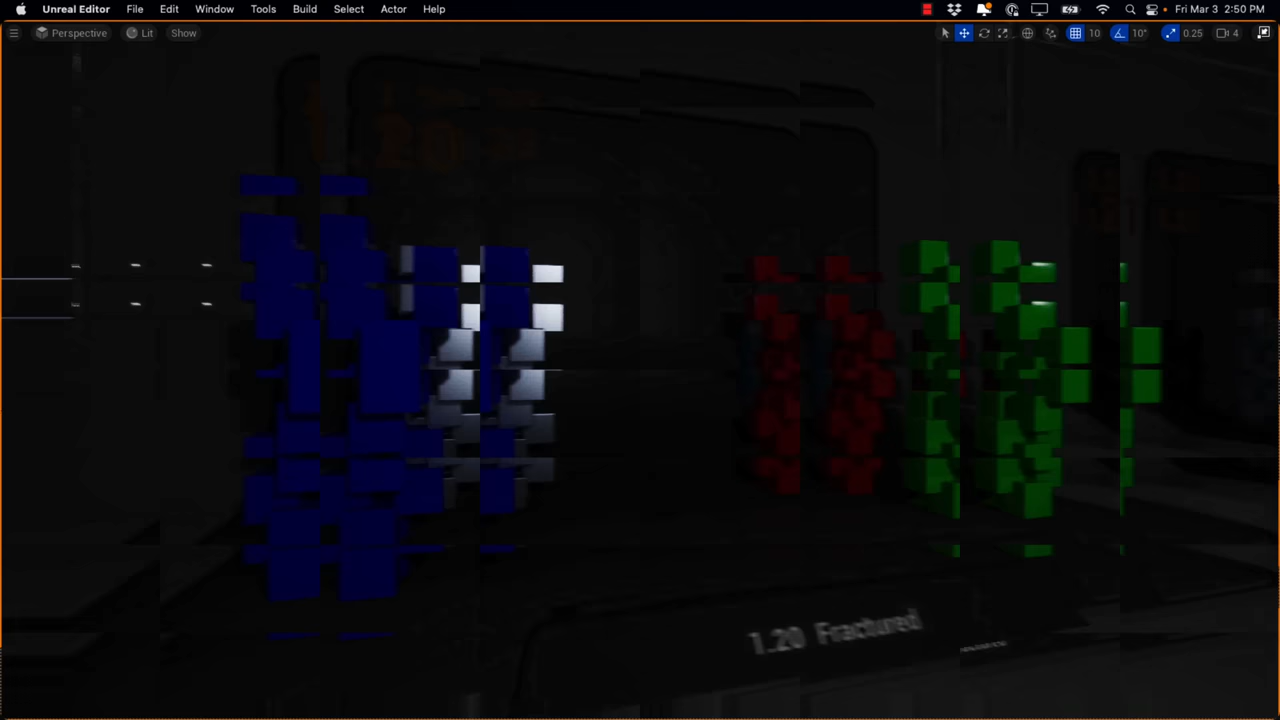 Unreal Editor File Edit Window Tools Build Select Actor Help Fri Mar 3 2:50 PM
Perspective Lit Show 10 10° 0.25 4
1.20 Fractured